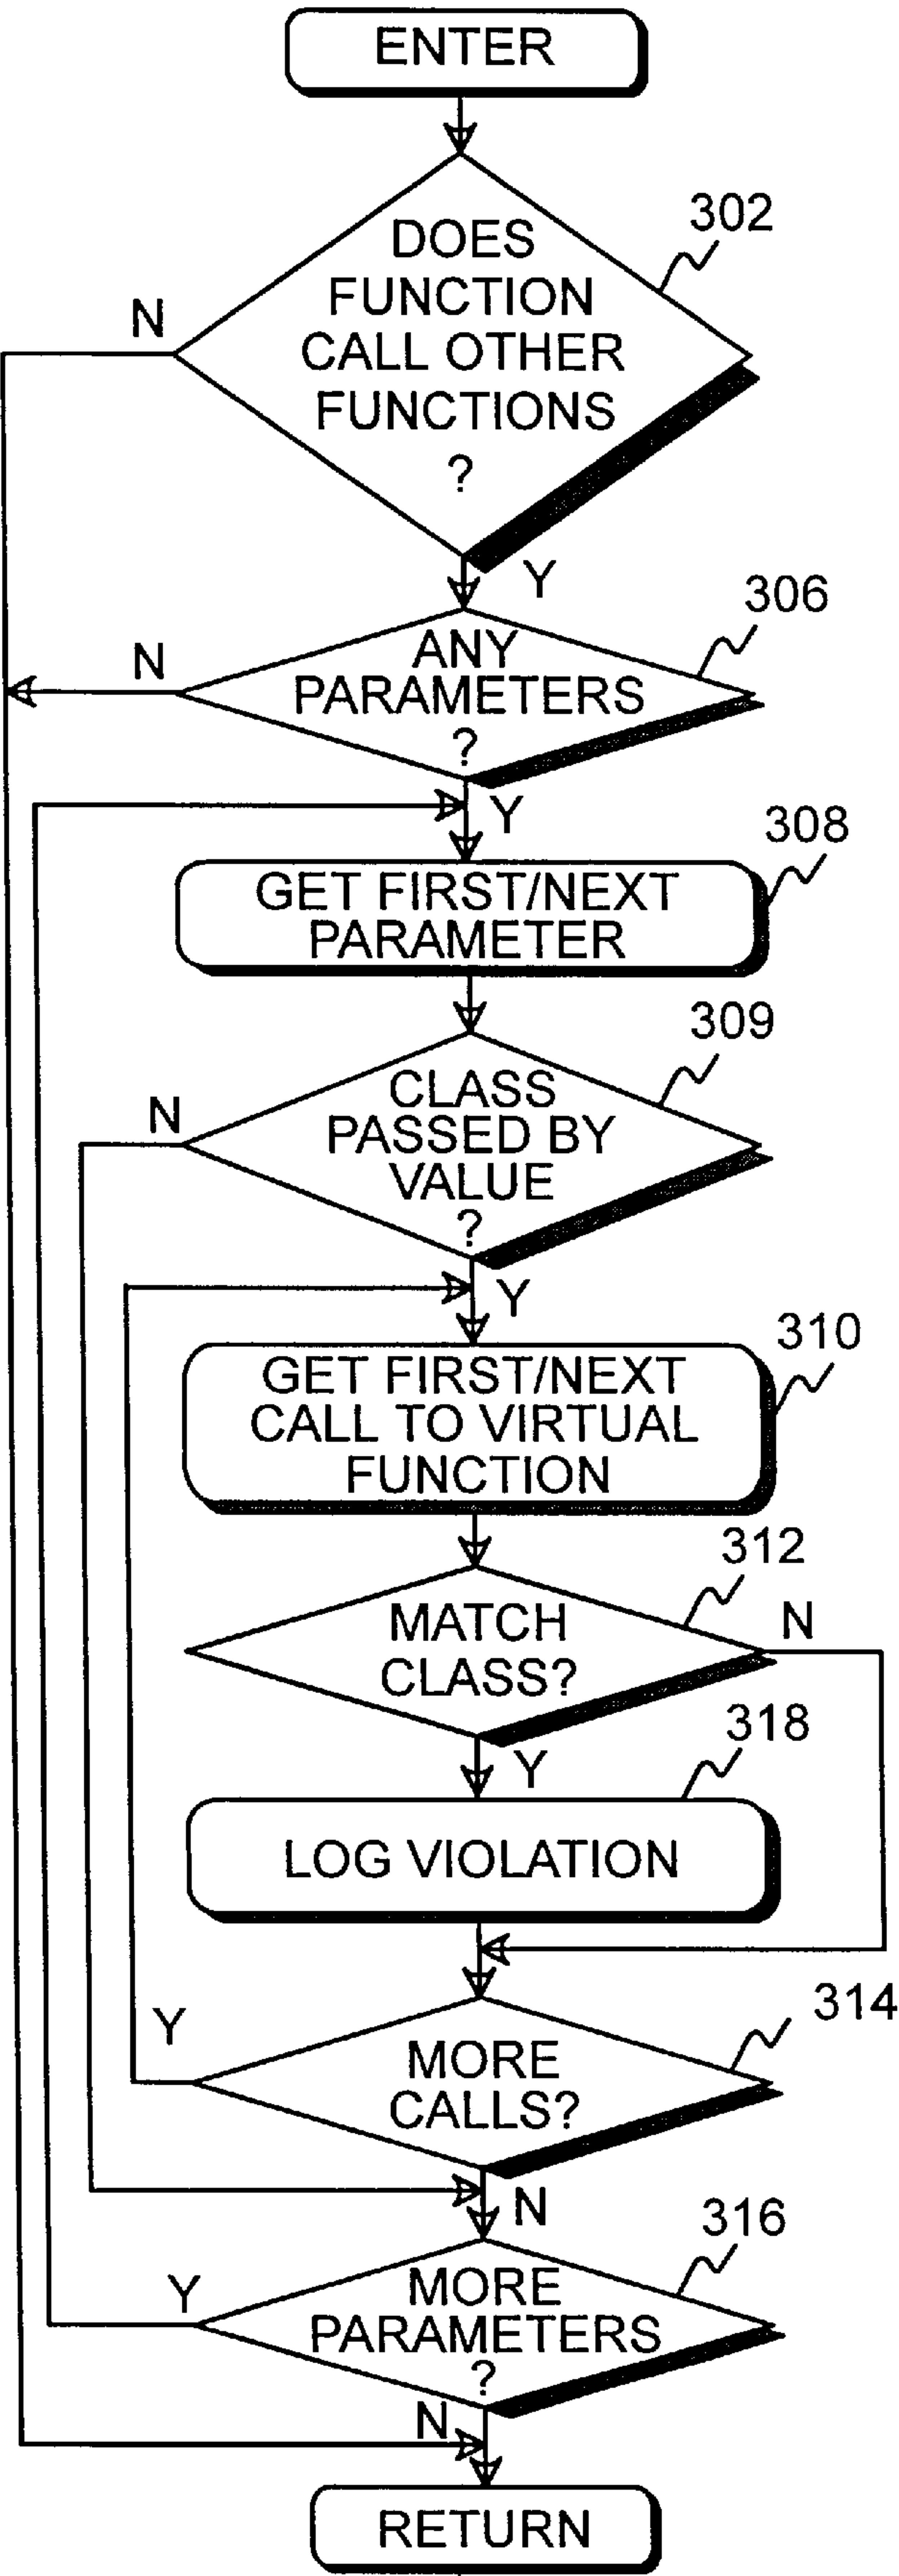 ENTER
302
DOES
FUNCTION
CALL OTHER
FUNCTIONS
?
N
Y
306
ANY
PARAMETERS
?
N
Y
308
GET FIRST/NEXT
PARAMETER
309
CLASS
PASSED BY
VALUE
?
N
Y
310
GET FIRST/NEXT
CALL TO VIRTUAL
FUNCTION
312
MATCH
CLASS?
N
Y
318
LOG VIOLATION
314
MORE
CALLS?
Y
N
316
MORE
PARAMETERS
?
Y
N
RETURN